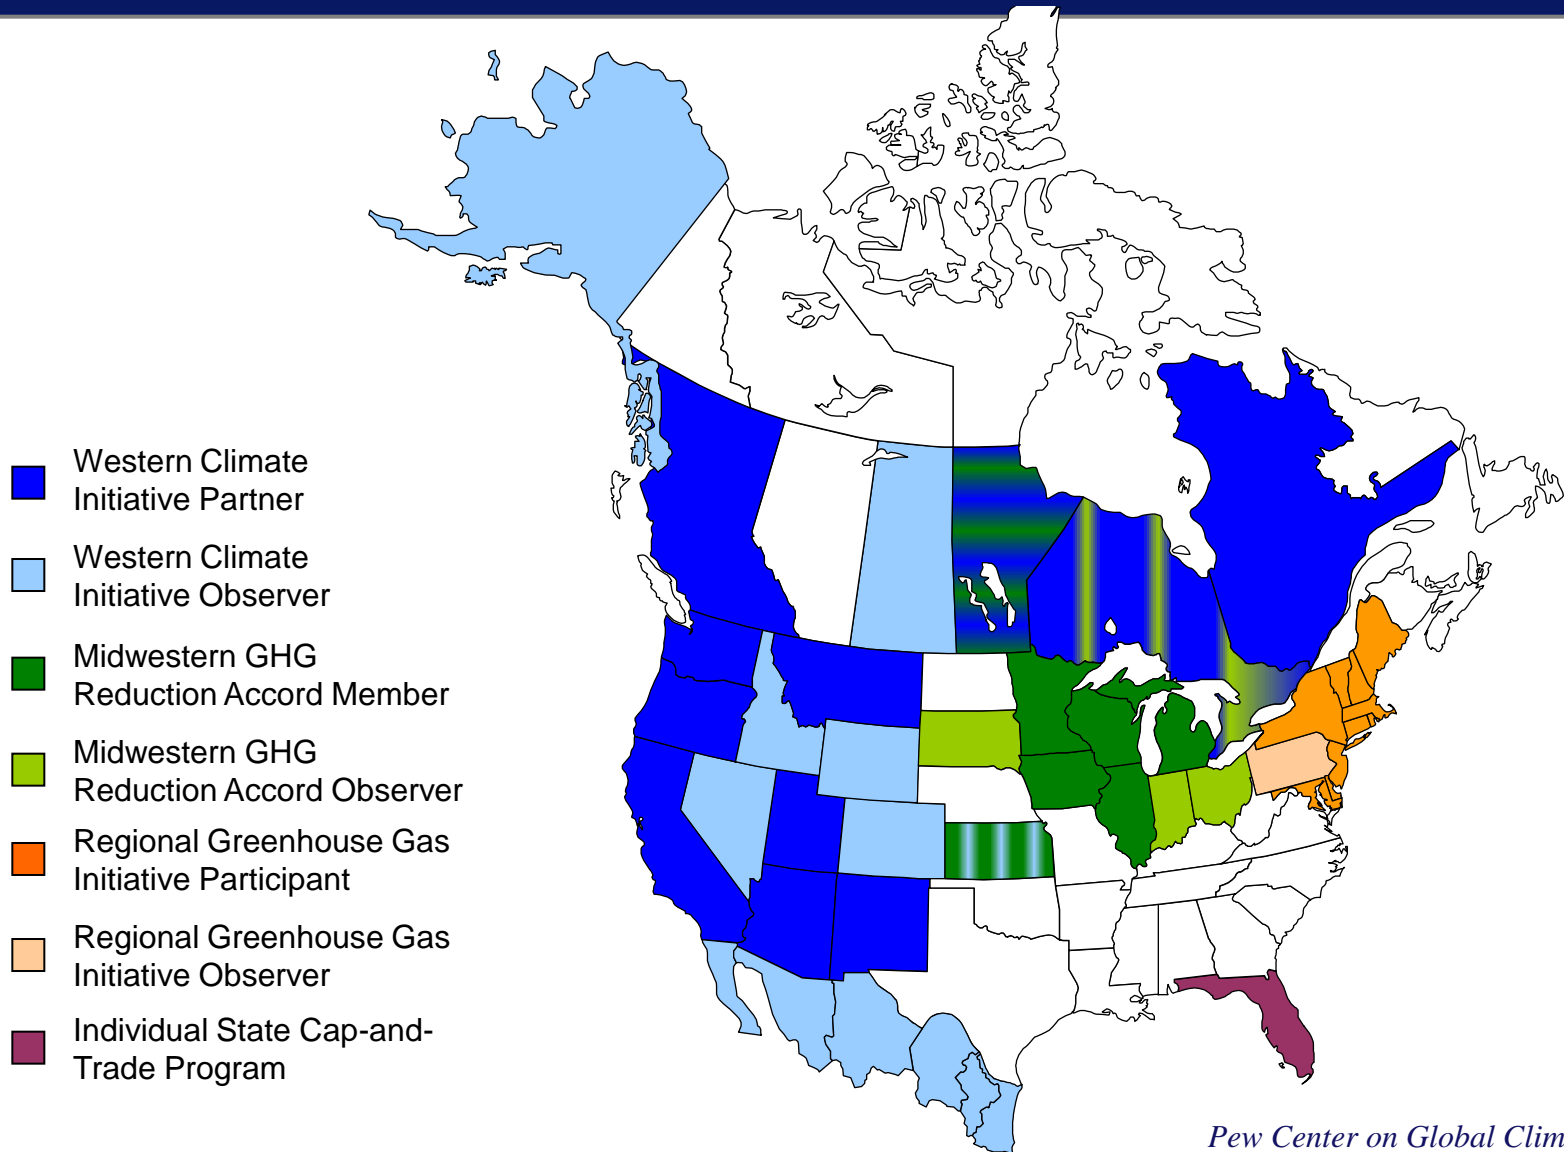 Western Climate
Initiative Partner
Western Climate
Initiative Observer
Midwestern GHG
Reduction Accord Member
Midwestern GHG
Reduction Accord Observer
Regional Greenhouse Gas
Initiative Participant
Regional Greenhouse Gas
Initiative Observer
Individual State Cap-and-
Trade Program
Pew Center on Global Clim